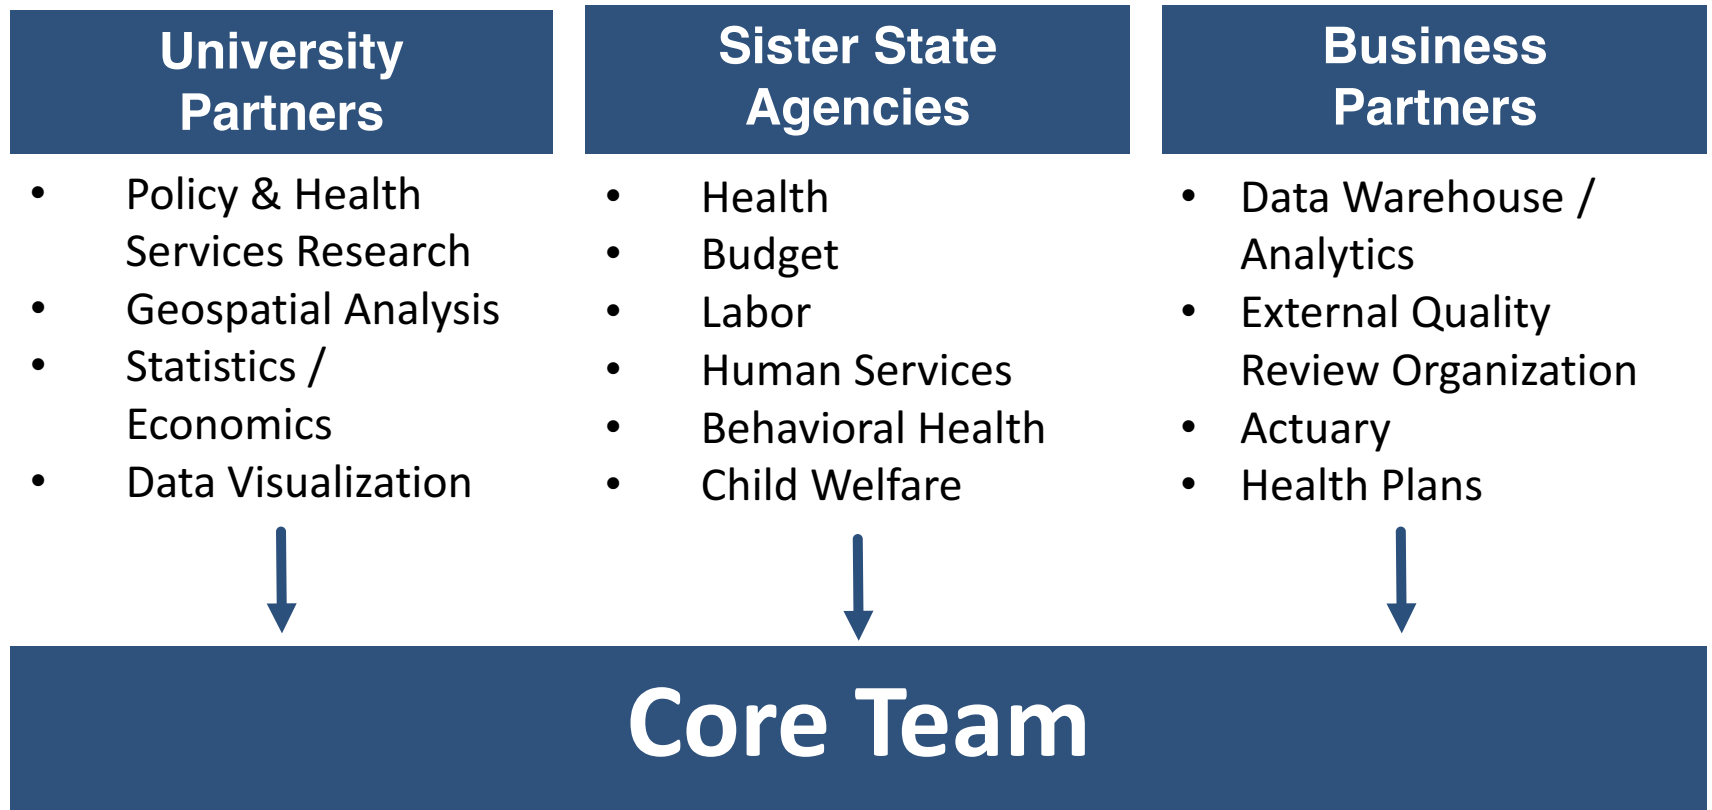 University
Partners
• Policy & Health
Services Research
• Geospatial Analysis
• Statistics /
Economics
• Data Visualization
Sister State
Agencies
• Health
• Budget
• Labor
• Human Services
• Behavioral Health
• Child Welfare
Business
Partners
• Data Warehouse /
Analytics
• External Quality
Review Organization
• Actuary
• Health Plans
Core Team